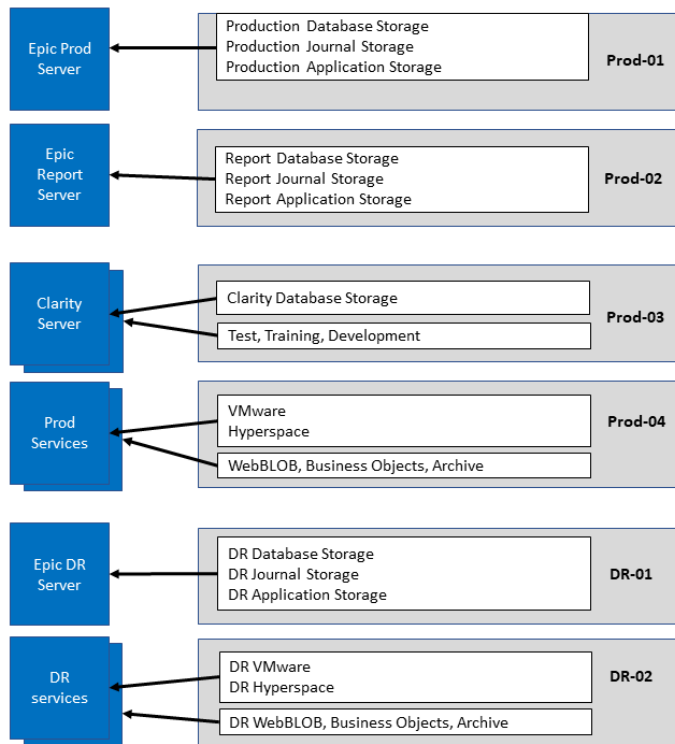 Epic Prod
Server
Production Database Storage
Production Journal Storage
Production Application Storage
Prod-01
Epic
Report
Server
Report Database Storage
Report Journal Storage
Report Application Storage
Prod-02
Clarity
Server
Clarity Database Storage
Test, Training, Development
Prod-03
Prod
Services
VMware
Hyperspace
WebBLOB, Business Objects, Archive
Prod-04
Epic DR
Server
DR Database Storage
DR Journal Storage
DR Application Storage
DR-01
DR
services
DR VMware
DR Hyperspace
DR WebBLOB, Business Objects, Archive
DR-02